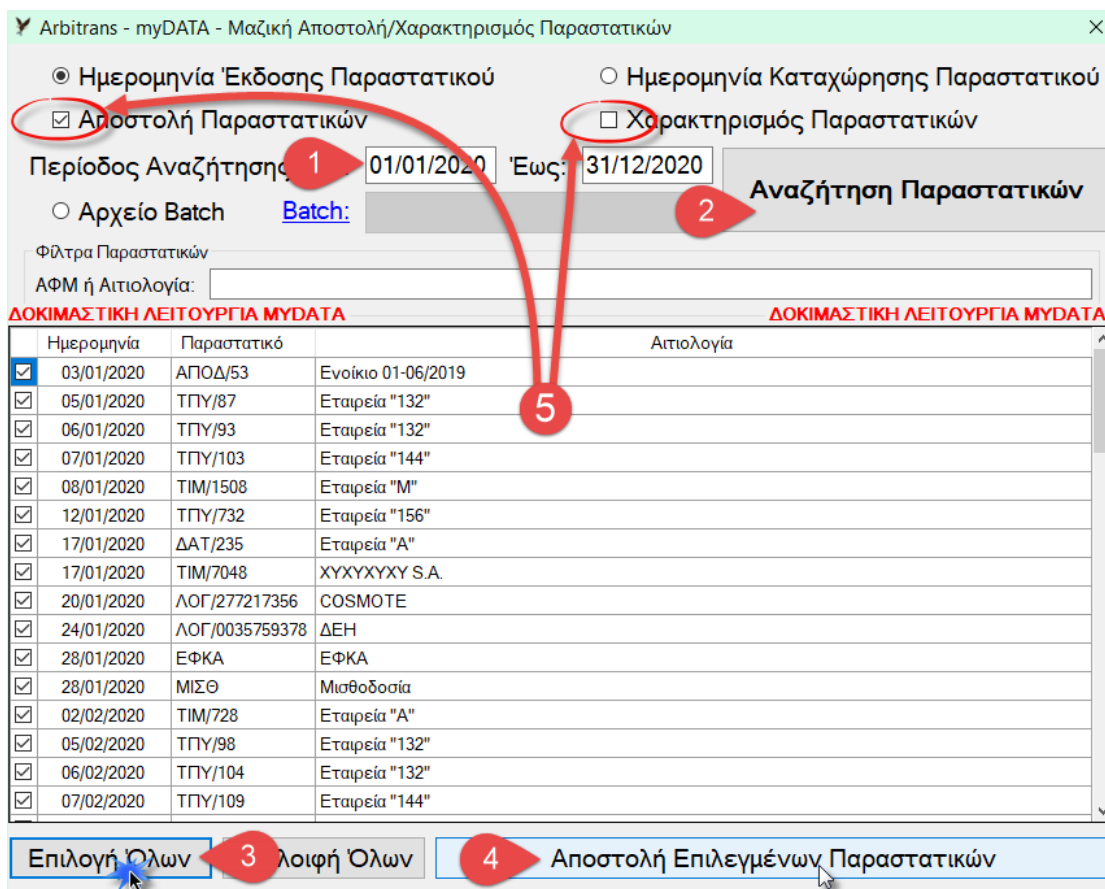 Arbitrans - myDATA - Μαζική Αποστολή/Χαρακτηρισμός Παραστατικών
Ημερομηνία Έκδοσης Παραστατικού Ημερομηνία Καταχώρησης Παραστατικού
Αποστολή Παραστατικών Χαρακτηρισμός Παραστατικών
Περίοδος Αναζήτησης 1 01/01/2020 Έως: 31/12/2020
Αναζήτηση Παραστατικών
Αρχείο Batch Batch: 2
Φίλτρα Παραστατικών
ΑΦΜ ή Αιτιολογία:
ΔΟΚΙΜΑΣΤΙΚΗ ΛΕΙΤΟΥΡΓΙΑ MYDATA ΔΟΚΙΜΑΣΤΙΚΗ ΛΕΙΤΟΥΡΓΙΑ MYDATA
Ημερομηνία Παραστατικό Αιτιολογία
03/01/2020 ΑΠΟΔ/53 Ενοίκιο 01-06/2019
05/01/2020 ΤΠΥ/87 Εταιρεία "132"
5
06/01/2020 ΤΠΥ/93 Εταιρεία "132"
07/01/2020 ΤΠΥ/103 Εταιρεία "144"
08/01/2020 ΤΙΜ/1508 Εταιρεία "Μ"
12/01/2020 ΤΠΥ/732 Εταιρεία "156"
17/01/2020 ΔΑΤ/235 Εταιρεία "Α"
17/01/2020 ΤΙΜ/7048 XYXYXYXY S.A.
20/01/2020 ΛΟΓ/277217356 COSMOTE
24/01/2020 ΛΟΓ/0035759378 ΔΕΗ
28/01/2020 ΕΦΚΑ ΕΦΚΑ
28/01/2020 ΜΙΣΘ Μισθοδοσία
02/02/2020 ΤΙΜ/728 Εταιρεία "Α"
05/02/2020 ΤΠΥ/98 Εταιρεία "132"
06/02/2020 ΤΠΥ/104 Εταιρεία "132"
07/02/2020 ΤΠΥ/109 Εταιρεία "144"
Επιλογή Όλων 3 λοιφή Όλων 4 Αποστολή Επιλεγμένων Παραστατικών